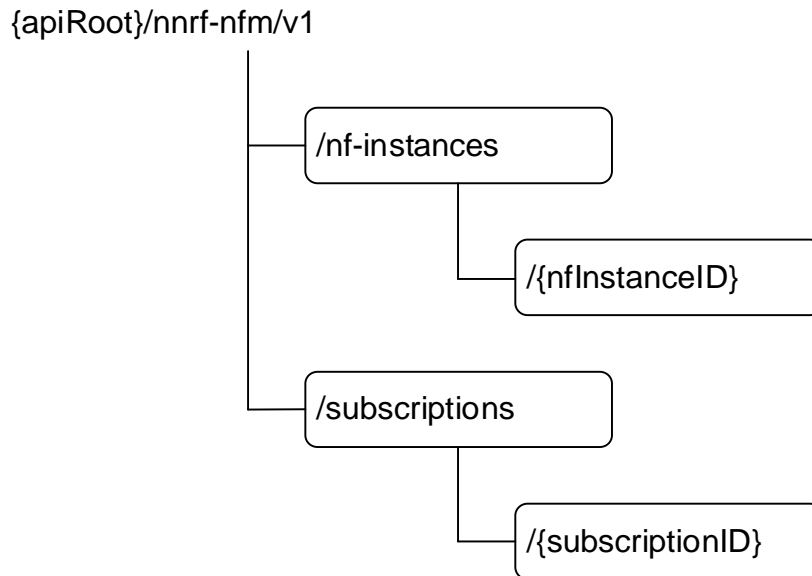 {apiRoot}/nnrf-nfm/v1
/nf-instances
/{nfInstanceID}
/subscriptions
/{subscriptionID}